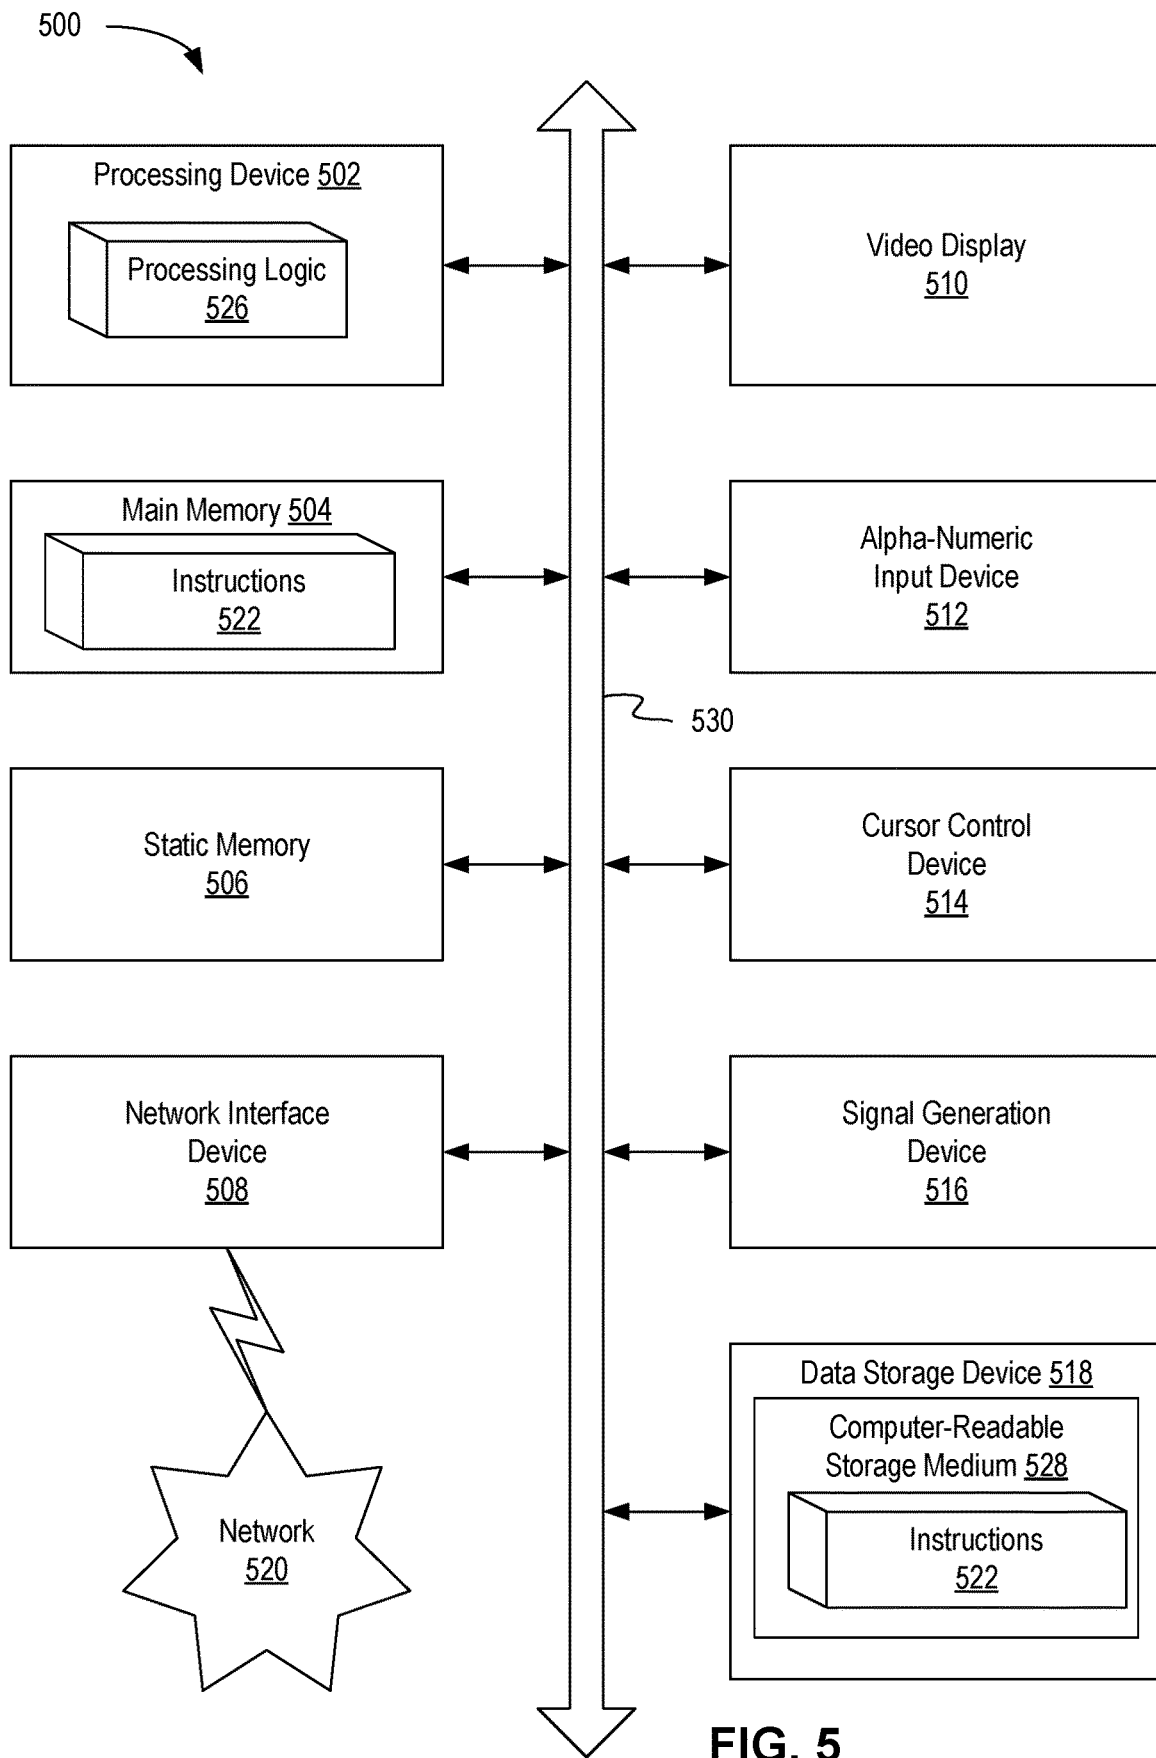 500
Processing Device 502
Processing Logic
526
Video Display
510
Main Memory 504
Instructions
522
Alpha-Numeric
Input Device
512
530
Static Memory
506
Cursor Control
Device
514
Network Interface
Device
508
Signal Generation
Device
516
Data Storage Device 518
Computer-Readable
Storage Medium 528
Instructions
522
Network
520
FIG. 5